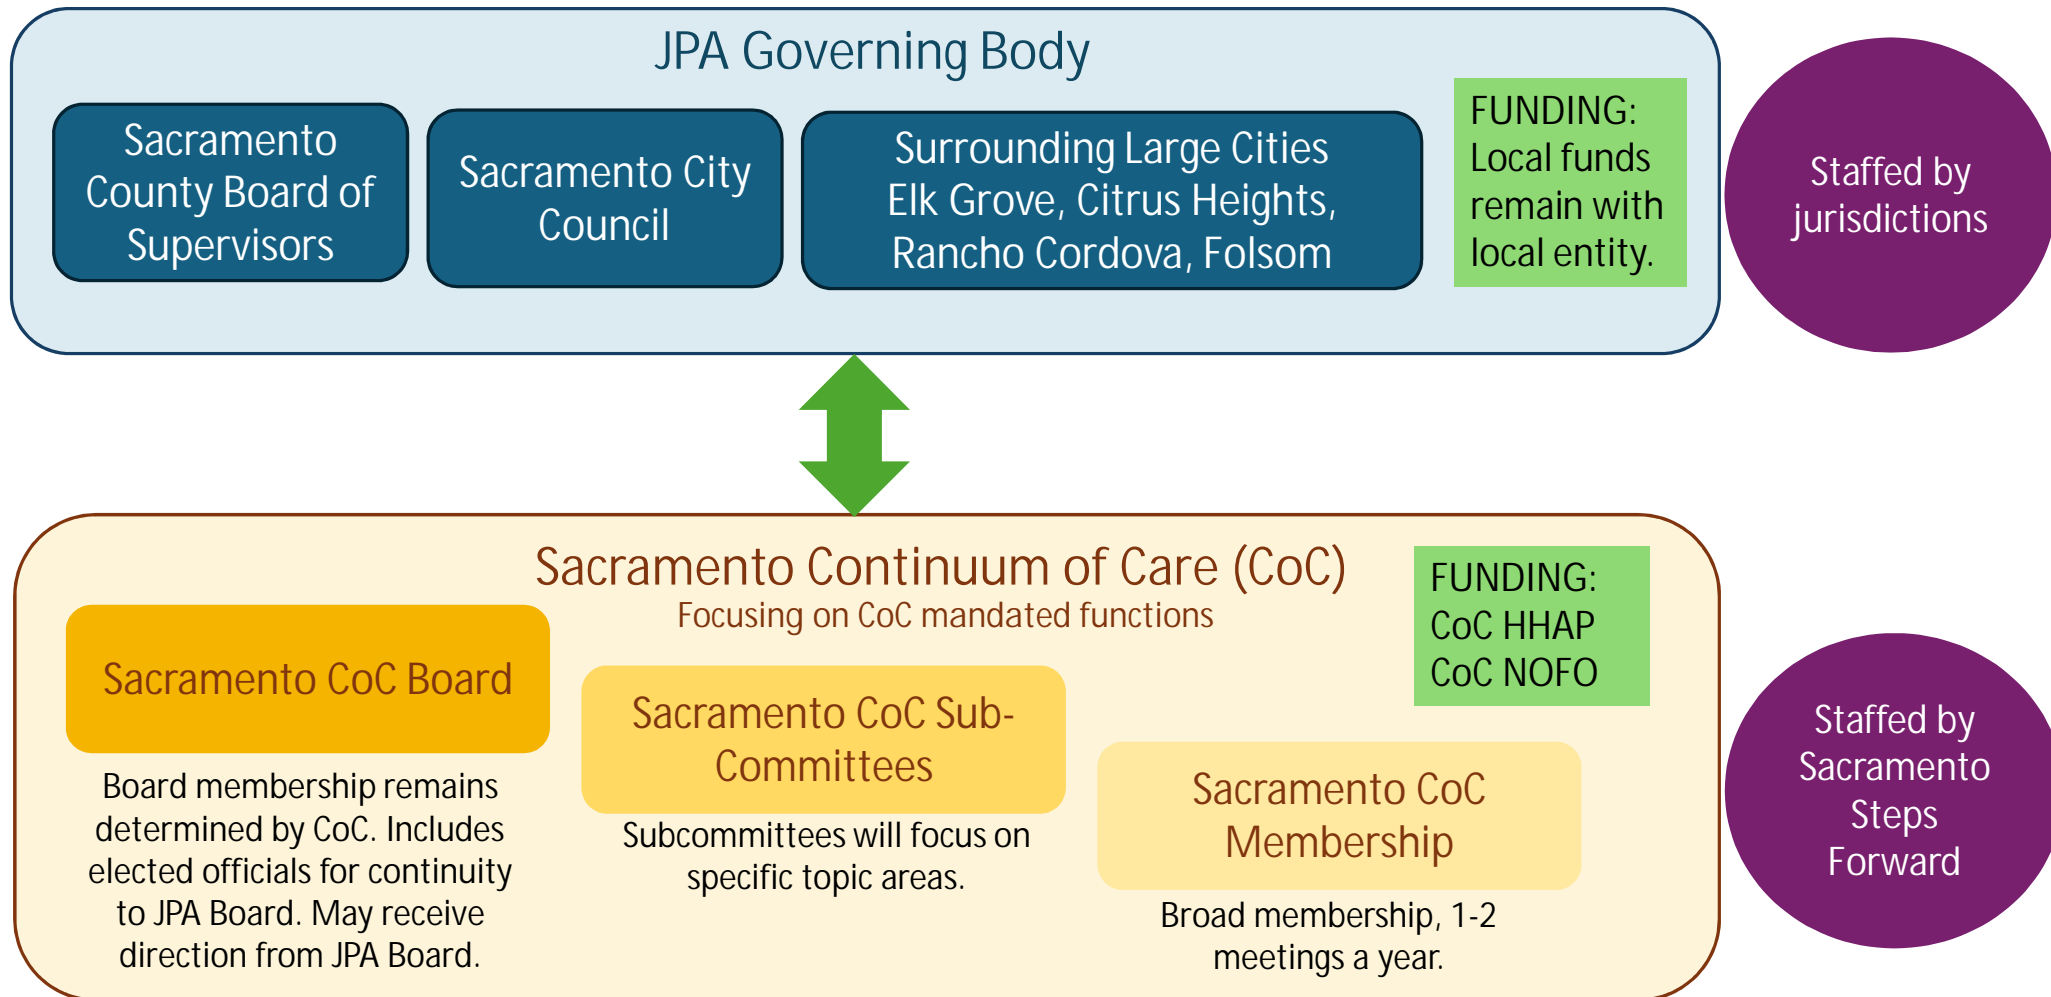 JPA Governing Body
Sacramento
County Board of
Supervisors
Sacramento City
Council
Surrounding Large Cities
Elk Grove, Citrus Heights,
Rancho Cordova, Folsom
FUNDING:
Local funds
remain with
local entity.
Staffed by
jurisdictions
Sacramento Continuum of Care (CoC)
Focusing on CoC mandated functions
FUNDING:
CoC HHAP
CoC NOFO
Sacramento CoC Board
Board membership remains
determined by CoC. Includes
elected officials for continuity
to JPA Board. May receive
direction from JPA Board.
Sacramento CoC Sub-
Committees
Subcommittees will focus on
specific topic areas.
Sacramento CoC
Membership
Broad membership, 1-2
meetings a year.
Staffed by
Sacramento
Steps
Forward